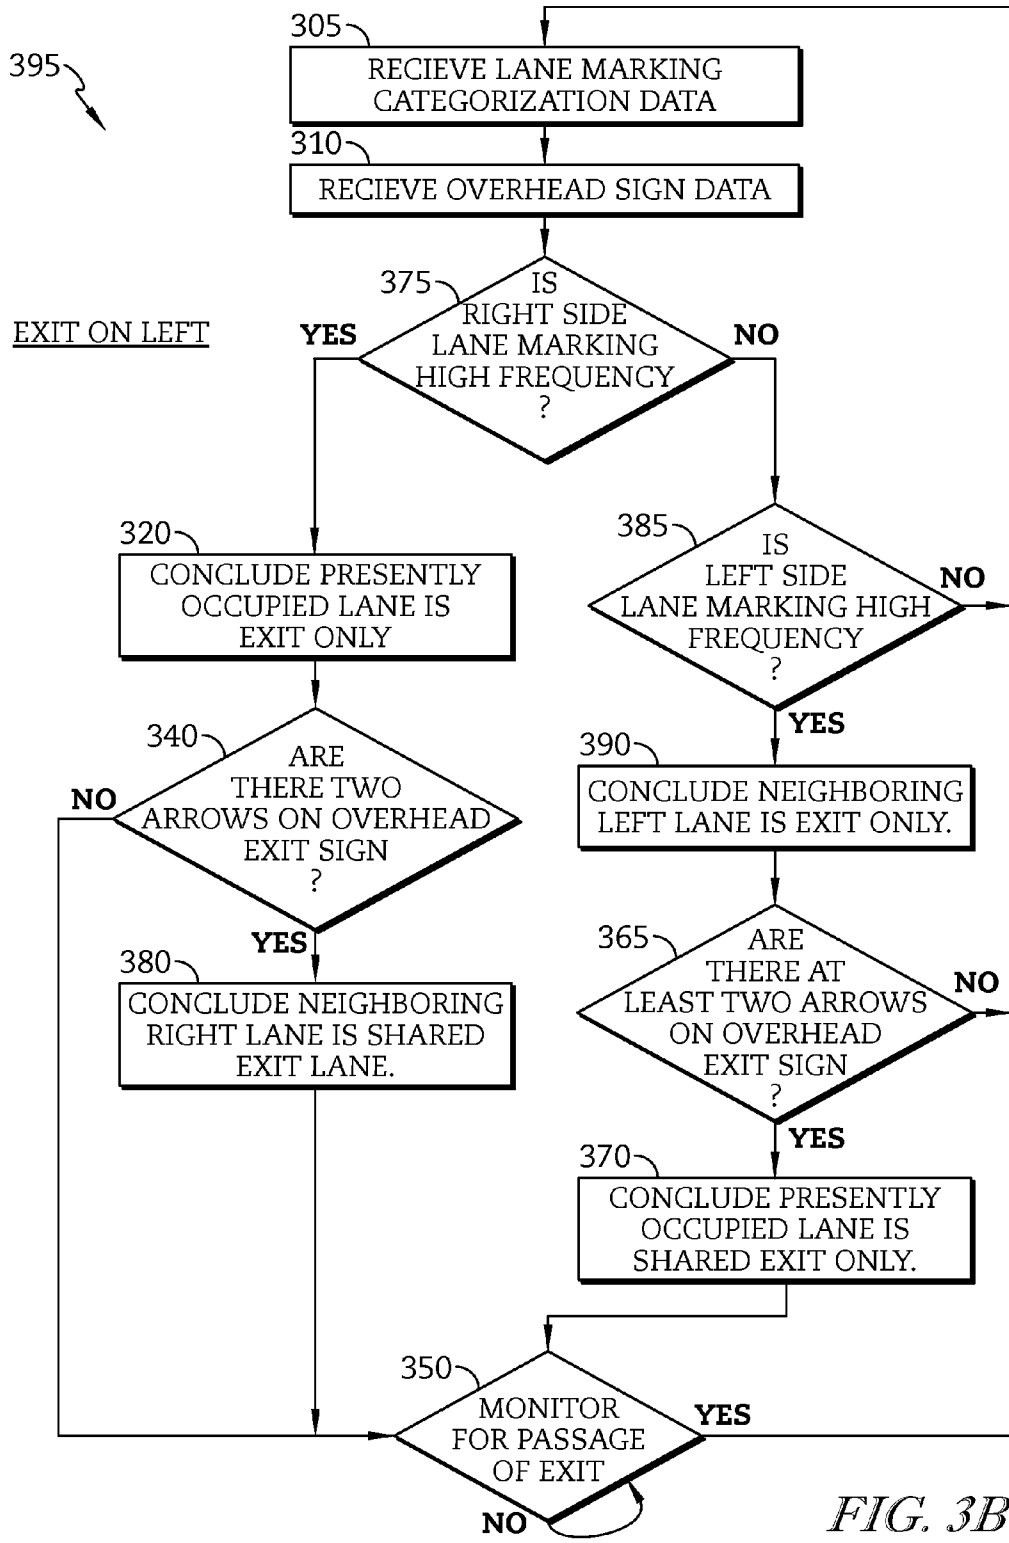 305
395
RECIEVE LANE MARKING
CATEGORIZATION DATA
310
RECIEVE OVERHEAD SIGN DATA
375
IS
RIGHT SIDE
LANE MARKING
HIGH FREQUENCY
?
EXIT ON LEFT
YES
NO
320
CONCLUDE PRESENTLY
OCCUPIED LANE IS
EXIT ONLY
385
IS
LEFT SIDE
LANE MARKING HIGH
FREQUENCY
?
NO
YES
340
ARE
THERE TWO
ARROWS ON OVERHEAD
EXIT SIGN
?
NO
YES
390
CONCLUDE NEIGHBORING
LEFT LANE IS EXIT ONLY.
380
CONCLUDE NEIGHBORING
RIGHT LANE IS SHARED
EXIT LANE.
365
ARE
THERE AT
LEAST TWO ARROWS
ON OVERHEAD
EXIT SIGN
?
NO
YES
370
CONCLUDE PRESENTLY
OCCUPIED LANE IS
SHARED EXIT ONLY.
350
MONITOR
FOR PASSAGE
OF EXIT
YES
NO
FIG. 3B